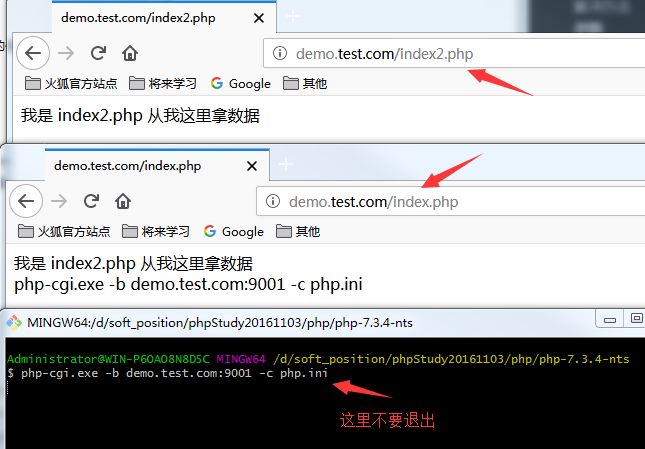 demo.test.com/index2.php
demo.test.com/index2.php
火狐官方站点 将来学习 Google 其他
我是 index2.php 从我这里拿数据
demo.test.com/index.php
demo.test.com/index.php
火狐官方站点 将来学习 Google 其他
我是 index2.php 从我这里拿数据
php-cgi.exe -b demo.test.com:9001 -c php.ini
MINGW64:/d/soft_position/phpStudy20161103/php/php-7.3.4-nts
Administrator@WIN-P6OAO8N8D5C MINGW64 /d/soft_position/phpStudy20161103/php/php-7.3.4-nts
$ php-cgi.exe -b demo.test.com:9001 -c php.ini
这里不要退出